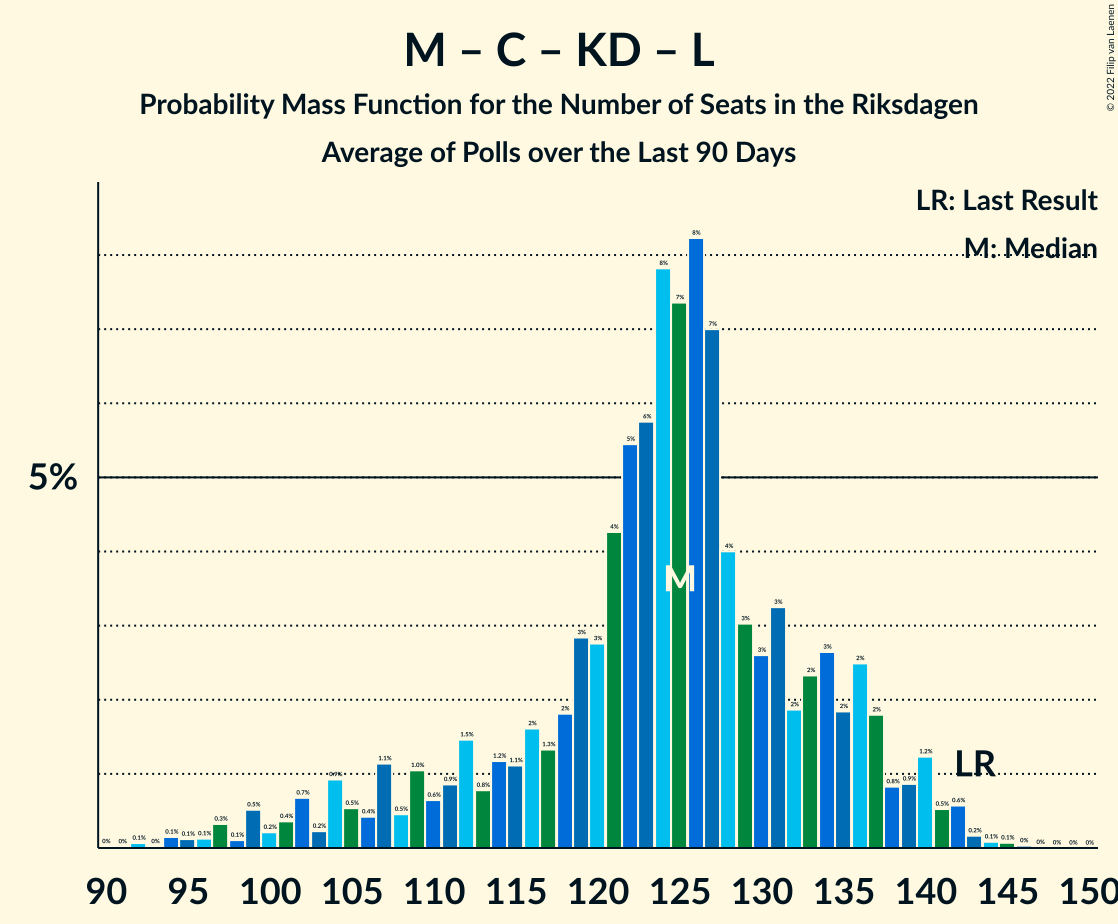 © 2022 Filip van Laenen
M – C – KD – L
Probability Mass Function for the Number of Seats in the Riksdagen
Average of Polls over the Last 90 Days
LR: Last Result
M: Median
5%
0% 0% 0.1% 0% 0.1% 0.1% 0.1% 0.3% 0.1% 0.5% 0.2% 0.4% 0.7% 0.2% 0.9% 0.5% 0.4% 1.1% 0.5% 1.0% 0.6% 0.9% 1.5% 0.8% 1.2% 1.1% 2% 1.3% 2% 3% 3% 4% 5% 6% 8% 7% 8% 7% 4% 3% 3% 3% 2% 2% 3% 2% 2% 2% 0.8% 0.9% 1.2% 0.5% 0.6% 0.2% 0.1% 0.1% 0% 0% 0% 0% 0%
M
LR
90 95 100 105 110 115 120 125 130 135 140 145 150